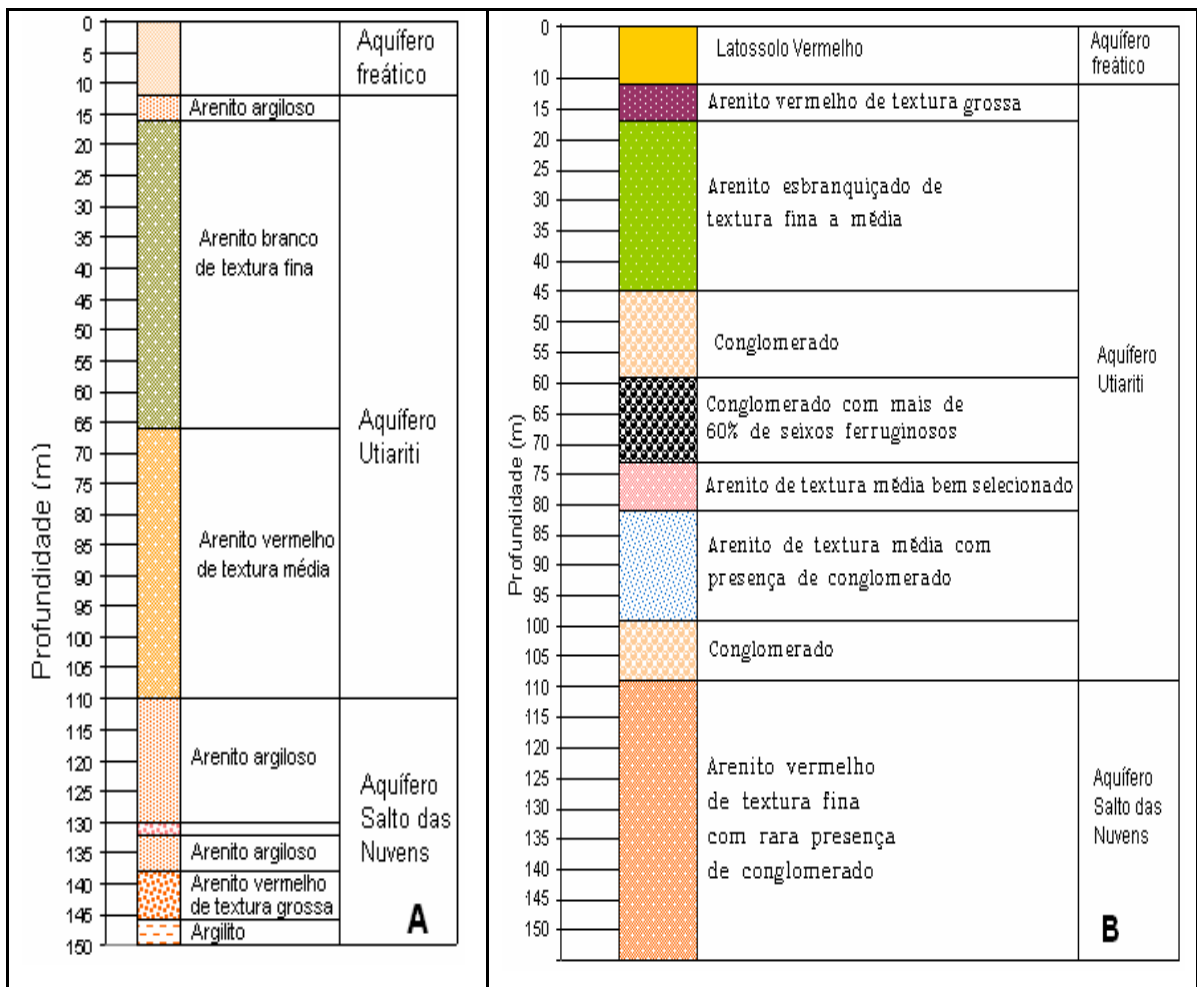 0
5
10
15
20
25
30
35
40
45
50
55
60
65
70
75
80
85
90
95
100
105
110
115
120
125
130
135
140
145
150
Profundidade (m)
Arenito argiloso
Arenito branco
de textura fina
Arenito vermelho
de textura média
Arenito argiloso
Arenito argiloso
Arenito vermelho
de textura grossa
Argilito
Aquífero
freático
Aquífero
Utiariti
Aquífero
Salto das
Nuvens
A
0
10
15
20
25
30
35
40
45
50
55
60
65
70
75
80
85
90
95
100
105
110
115
120
125
130
135
140
145
150
Profundidade (m)
Latossolo Vermelho
Arenito vermelho de textura grossa
Arenito esbranquiçado de
textura fina a média
Conglomerado
Conglomerado com mais de
60% de seixos ferruginosos
Arenito de textura média bem selecionado
Arenito de textura média com
presença de conglomerado
Conglomerado
Arenito vermelho
de textura fina
com rara presença
de conglomerado
Aquífero
freático
Aquífero
Utiariti
Aquífero
Salto das
Nuvens
B